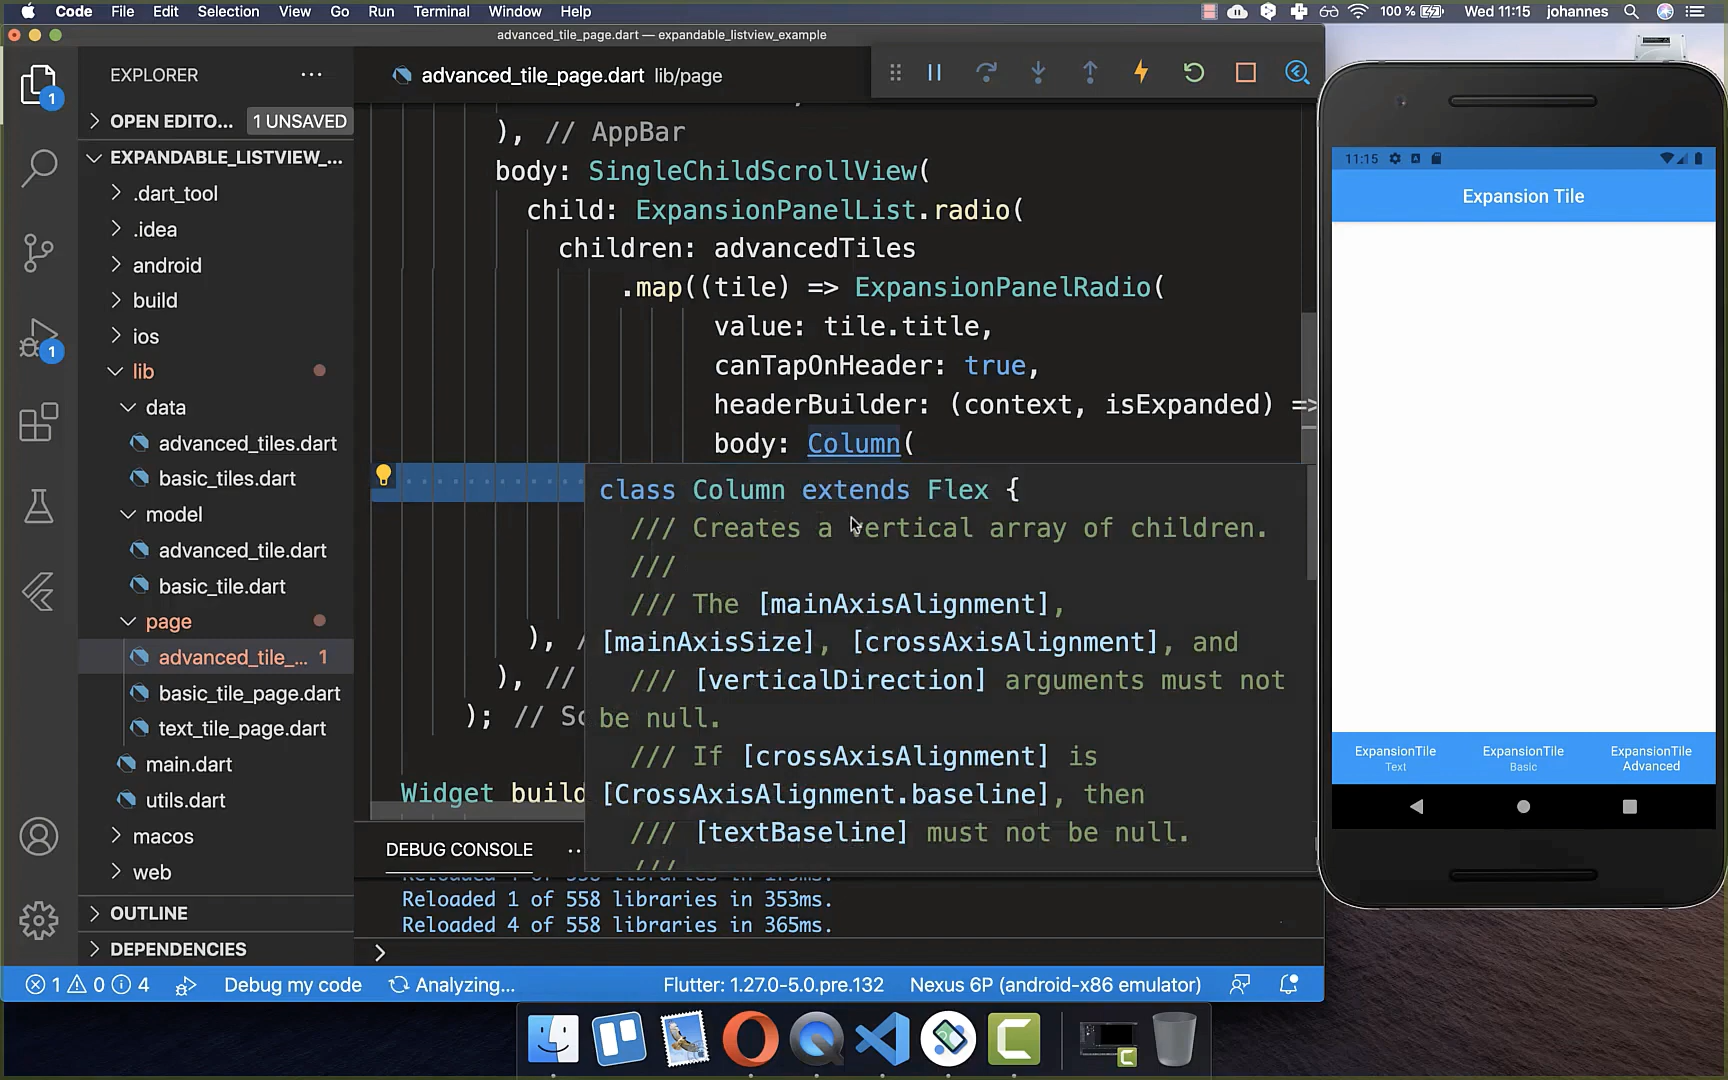 Code File Edit Selection View Go Run Terminal Window Help 100 % Wed 11:15 johannes
advanced_tile_page.dart — expandable_listview_example
EXPLORER ···
OPEN EDITO... 1 UNSAVED
EXPANDABLE_LISTVIEW_...
.dart_tool
.idea
android
build
ios
lib
data
advanced_tiles.dart
basic_tiles.dart
model
advanced_tile.dart
basic_tile.dart
page
advanced_tile_... 1
basic_tile_page.dart
text_tile_page.dart
main.dart
utils.dart
macos
web
OUTLINE
DEPENDENCIES
1
1
advanced_tile_page.dart lib/page
), // AppBar
body: SingleChildScrollView(
child: ExpansionPanelList.radio(
children: advancedTiles
.map((tile) => ExpansionPanelRadio(
value: tile.title,
canTapOnHeader: true,
headerBuilder: (context, isExpanded) =>
body: Column(
class Column extends Flex {
/// Creates a vertical array of children.
///
/// The [mainAxisAlignment],
[mainAxisSize], [crossAxisAlignment], and
/// [verticalDirection] arguments must not
be null.
/// If [crossAxisAlignment] is
[CrossAxisAlignment.baseline], then
/// [textBaseline] must not be null.
///
), /
), //
); // Sc
Widget build
DEBUG CONSOLE ··
Reloaded 1 of 558 libraries in 353ms.
Reloaded 4 of 558 libraries in 365ms.
>
1 0 4 Debug my code Analyzing... Flutter: 1.27.0-5.0.pre.132 Nexus 6P (android-x86 emulator)
11:15
Expansion Tile
ExpansionTile
Text
ExpansionTile
Basic
ExpansionTile
Advanced